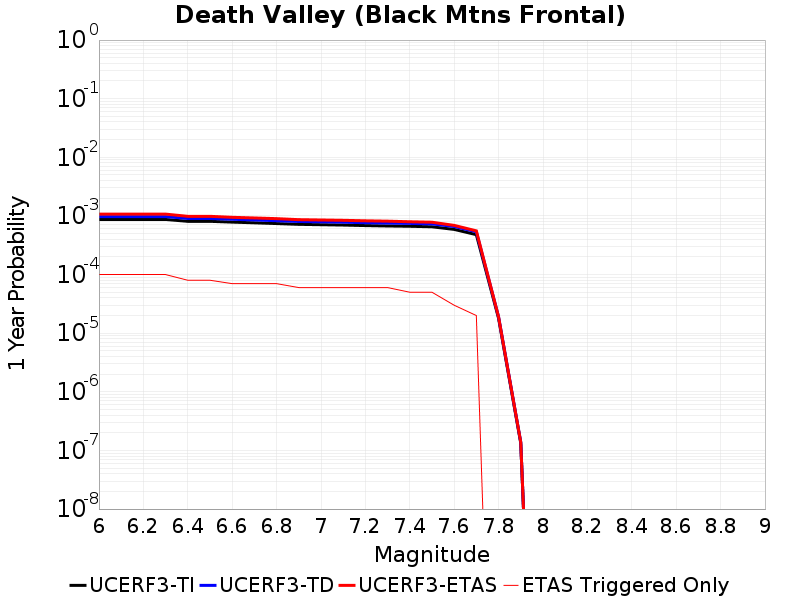 Death Valley (Black Mtns Frontal)
1 Year Probability
10^0
10^-1
10^-2
10^-3
10^-4
10^-5
10^-6
10^-7
10^-8
6 6.2 6.4 6.6 6.8 7 7.2 7.4 7.6 7.8 8 8.2 8.4 8.6 8.8 9
Magnitude
UCERF3-TI UCERF3-TD UCERF3-ETAS ETAS Triggered Only